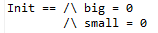 Init == /\ big = 0
        /\ small = 0